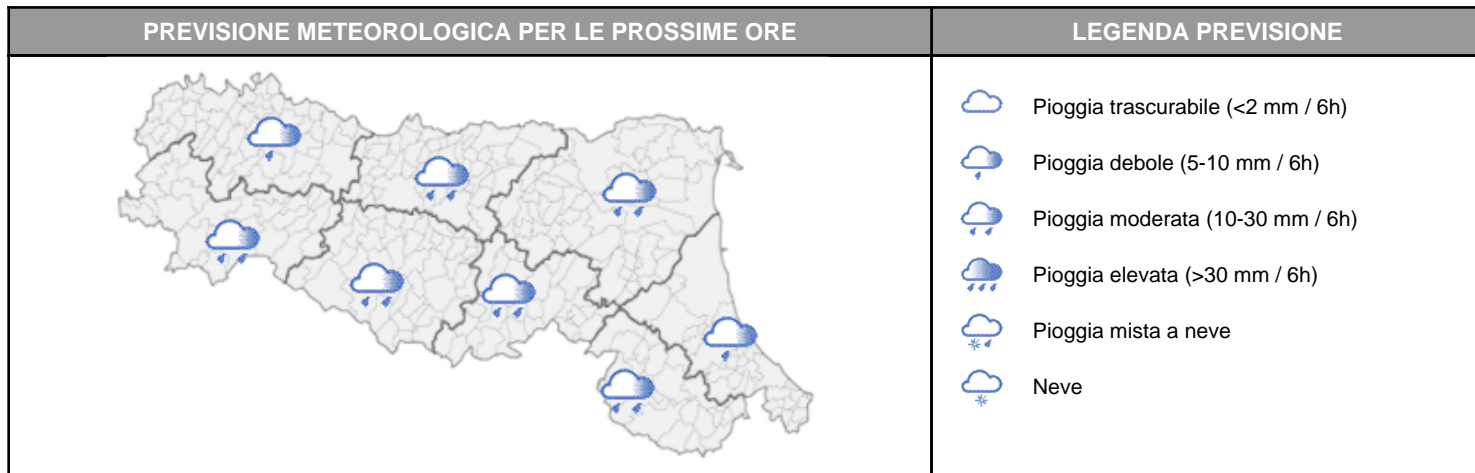 PREVISIONE METEOROLOGICA PER LE PROSSIME ORE
LEGENDA PREVISIONE
Pioggia trascurabile (<2 mm / 6h)
Pioggia debole (5-10 mm / 6h)
Pioggia moderata (10-30 mm / 6h)
Pioggia elevata (>30 mm / 6h)
Pioggia mista a neve
Neve